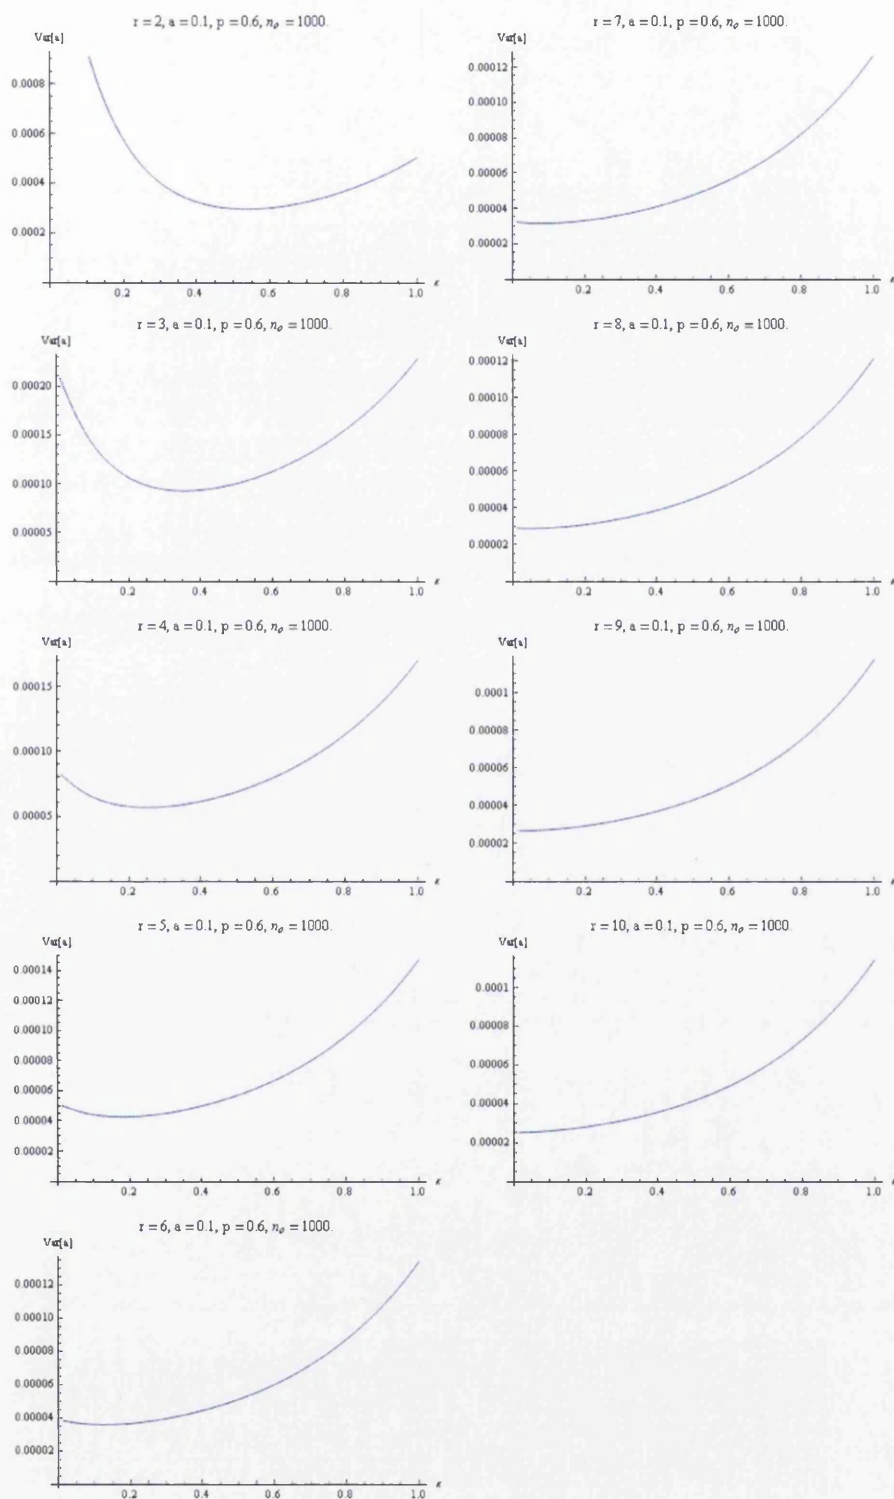 r = 2, a = 0.1, p = 0.6, nₒ = 1000.
Var[a]
0.0008
0.0006
0.0004
0.0002
0.2 0.4 0.6 0.8 1.0 κ
r = 3, a = 0.1, p = 0.6, nₒ = 1000.
Var[a]
0.00020
0.00015
0.00010
0.00005
0.2 0.4 0.6 0.8 1.0 κ
r = 4, a = 0.1, p = 0.6, nₒ = 1000.
Var[a]
0.00015
0.00010
0.00005
0.2 0.4 0.6 0.8 1.0 κ
r = 5, a = 0.1, p = 0.6, nₒ = 1000.
Var[a]
0.00014
0.00012
0.00010
0.00008
0.00006
0.00004
0.00002
0.2 0.4 0.6 0.8 1.0 κ
r = 6, a = 0.1, p = 0.6, nₒ = 1000.
Var[a]
0.00012
0.00010
0.00008
0.00006
0.00004
0.00002
0.2 0.4 0.6 0.8 1.0 κ
r = 7, a = 0.1, p = 0.6, nₒ = 1000.
Var[a]
0.00012
0.00010
0.00008
0.00006
0.00004
0.00002
0.2 0.4 0.6 0.8 1.0
r = 8, a = 0.1, p = 0.6, nₒ = 1000.
Var[a]
0.00012
0.00010
0.00008
0.00006
0.00004
0.00002
0.2 0.4 0.6 0.8 1.0
r = 9, a = 0.1, p = 0.6, nₒ = 1000.
Var[a]
0.0001
0.00008
0.00006
0.00004
0.00002
0.2 0.4 0.6 0.8 1.0
r = 10, a = 0.1, p = 0.6, nₒ = 1000.
Var[a]
0.0001
0.00008
0.00006
0.00004
0.00002
0.2 0.4 0.6 0.8 1.0